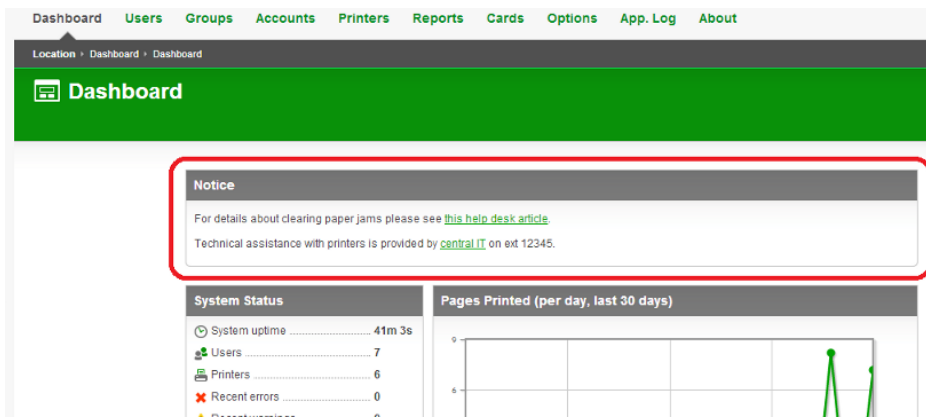 Dashboard Users Groups Accounts Printers Reports Cards Options App. Log About
Location › Dashboard › Dashboard
Dashboard
Notice
For details about clearing paper jams please see this help desk article.
Technical assistance with printers is provided by central IT on ext 12345.
System Status
System uptime 41m 3s
Users 7
Printers 6
Recent errors 0
Pages Printed (per day, last 30 days)
9
6